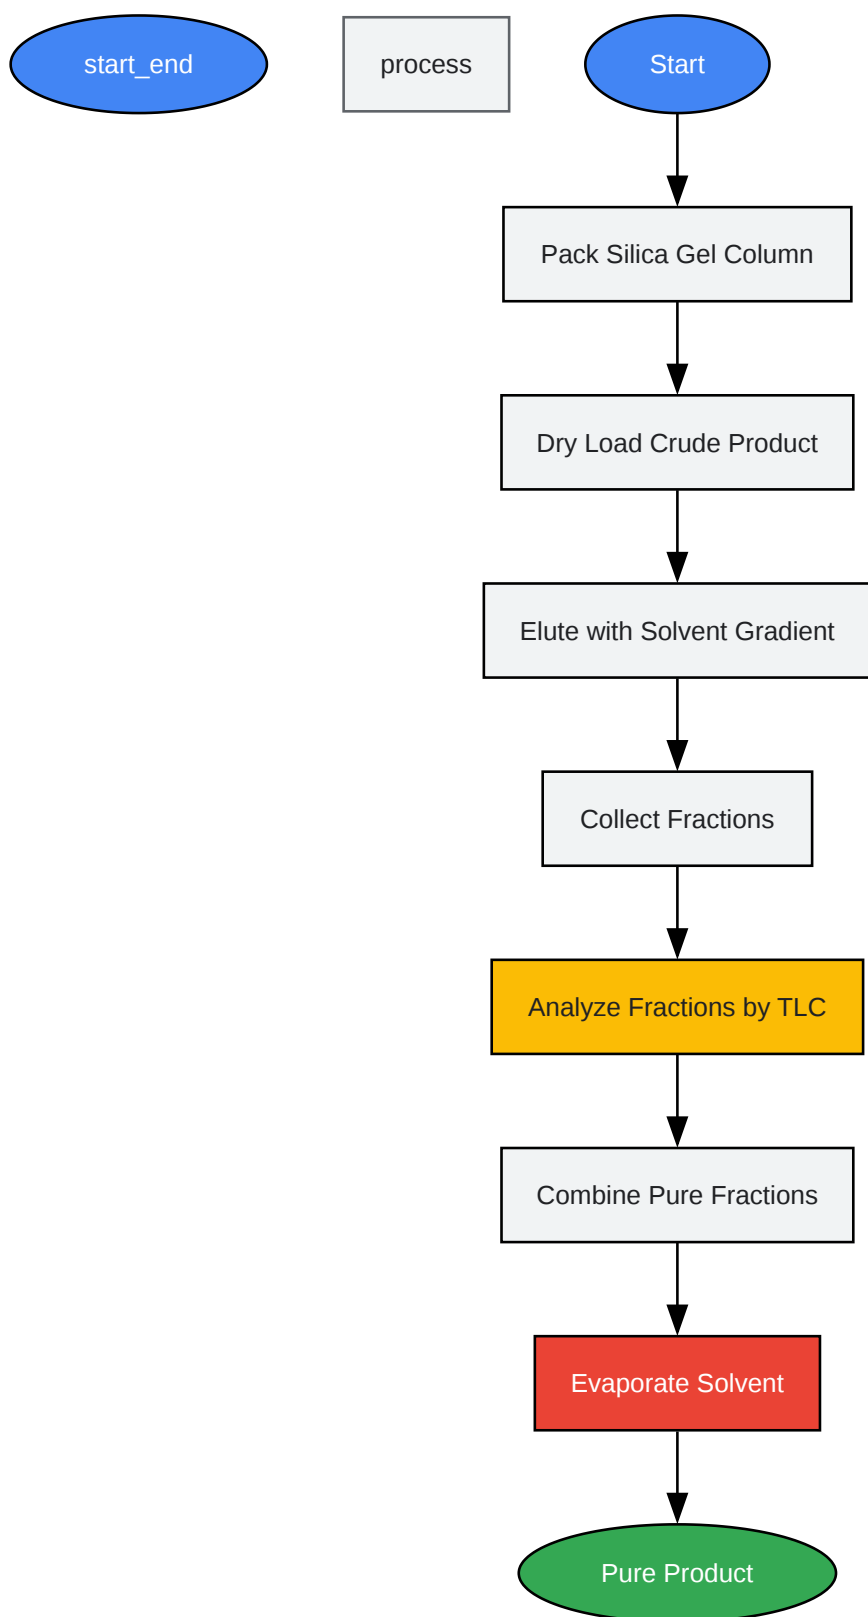 start_end
process
Start
Pack Silica Gel Column
Dry Load Crude Product
Elute with Solvent Gradient
Collect Fractions
Analyze Fractions by TLC
Combine Pure Fractions
Evaporate Solvent
Pure Product